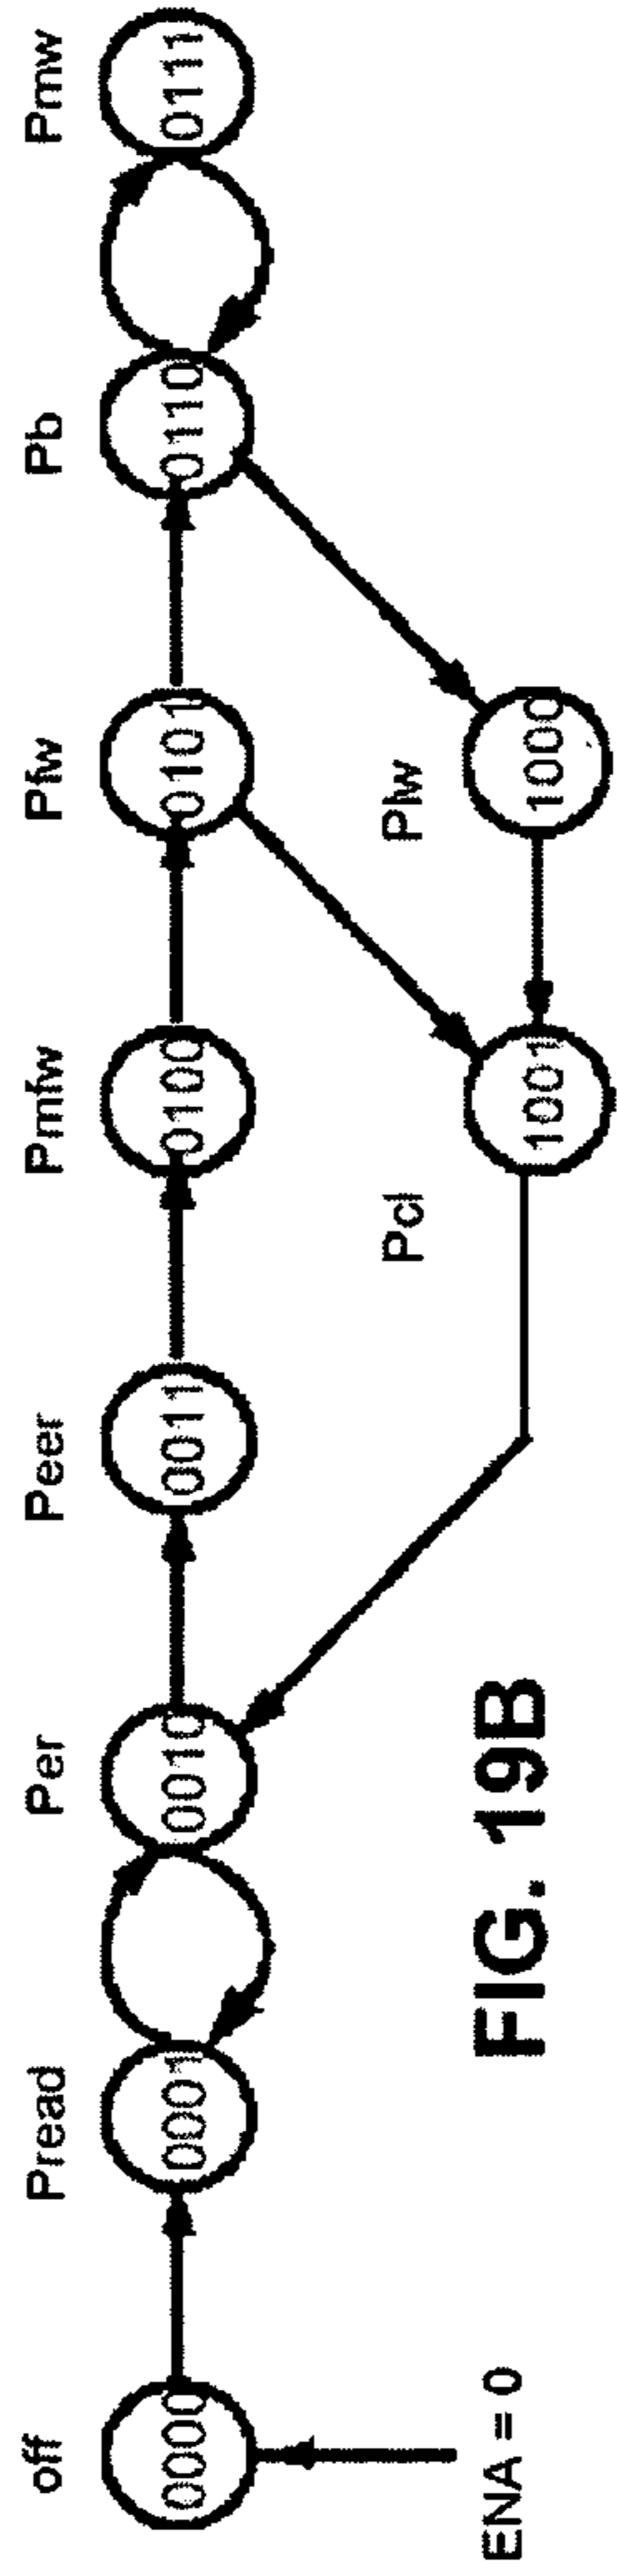 off
Pread
Per
Peer
Pmfw
Pfw
Pb
Pmw
0000
0001
0010
0011
0100
0101
0110
0111
Pcl
Plw
1001
1000
ENA = 0
FIG. 19B